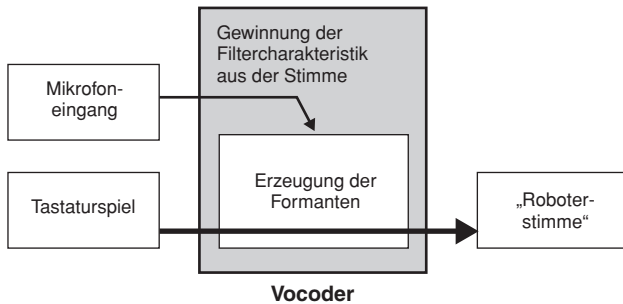 Gewinnung der
Filtercharakteristik
aus der Stimme
Mikrofon-
eingang
Erzeugung der
Formanten
Tastaturspiel
„Roboter-
stimme“
Vocoder